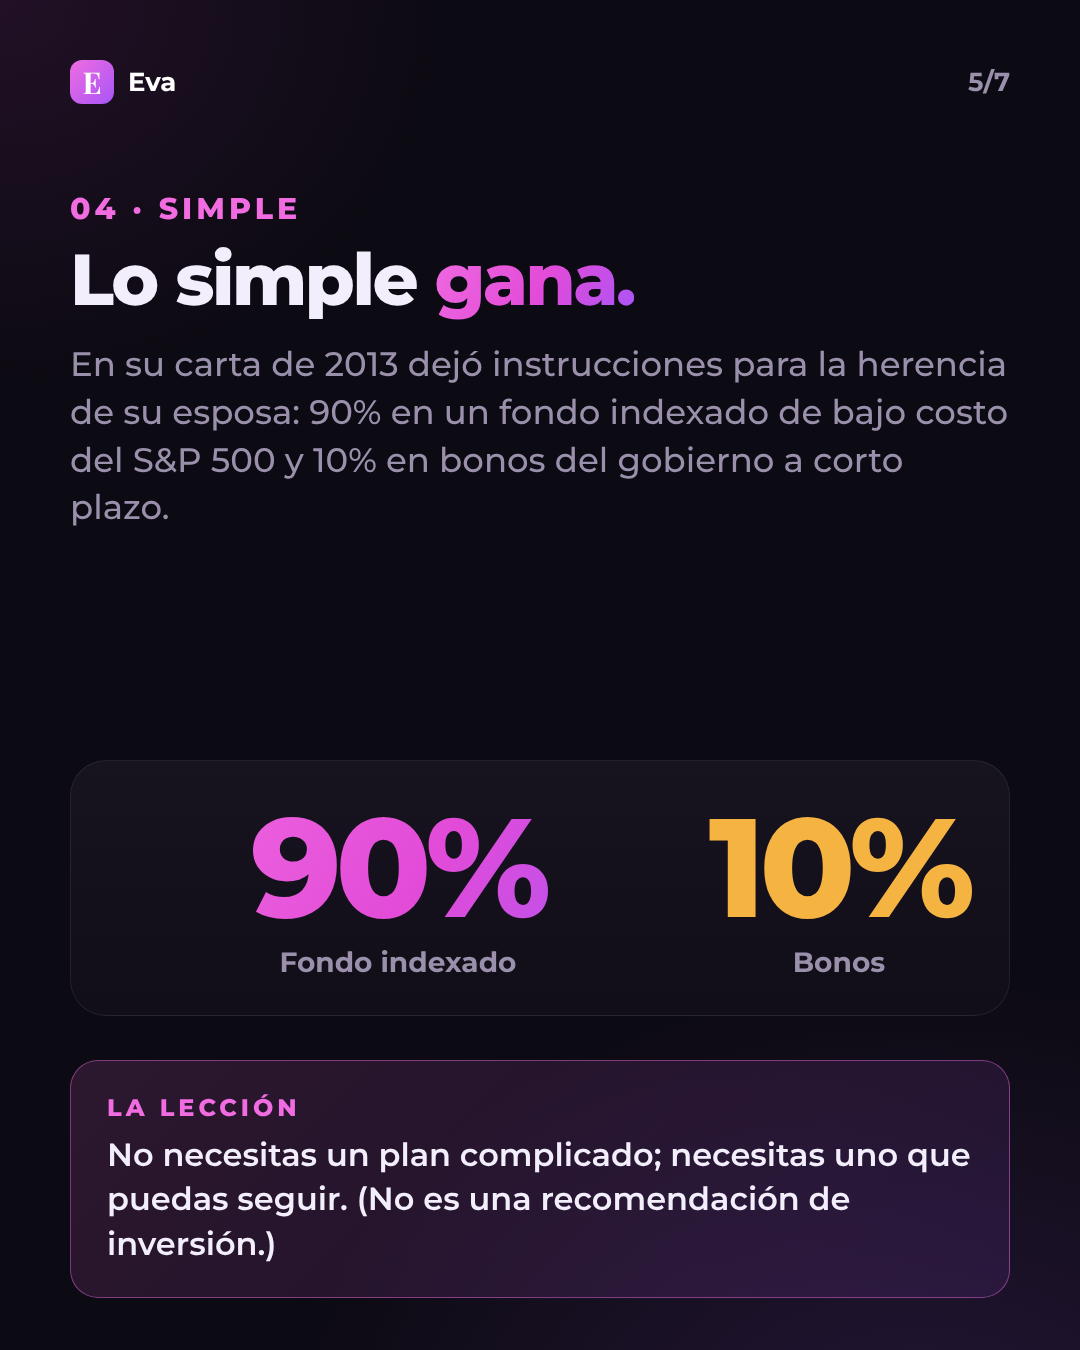 E Eva
5/7
04 · SIMPLE
Lo simple gana.
En su carta de 2013 dejó instrucciones para la herencia
de su esposa: 90% en un fondo indexado de bajo costo
del S&P 500 y 10% en bonos del gobierno a corto
plazo.
90% 10%
Fondo indexado Bonos
LA LECCIÓN
No necesitas un plan complicado; necesitas uno que
puedas seguir. (No es una recomendación de
inversión.)